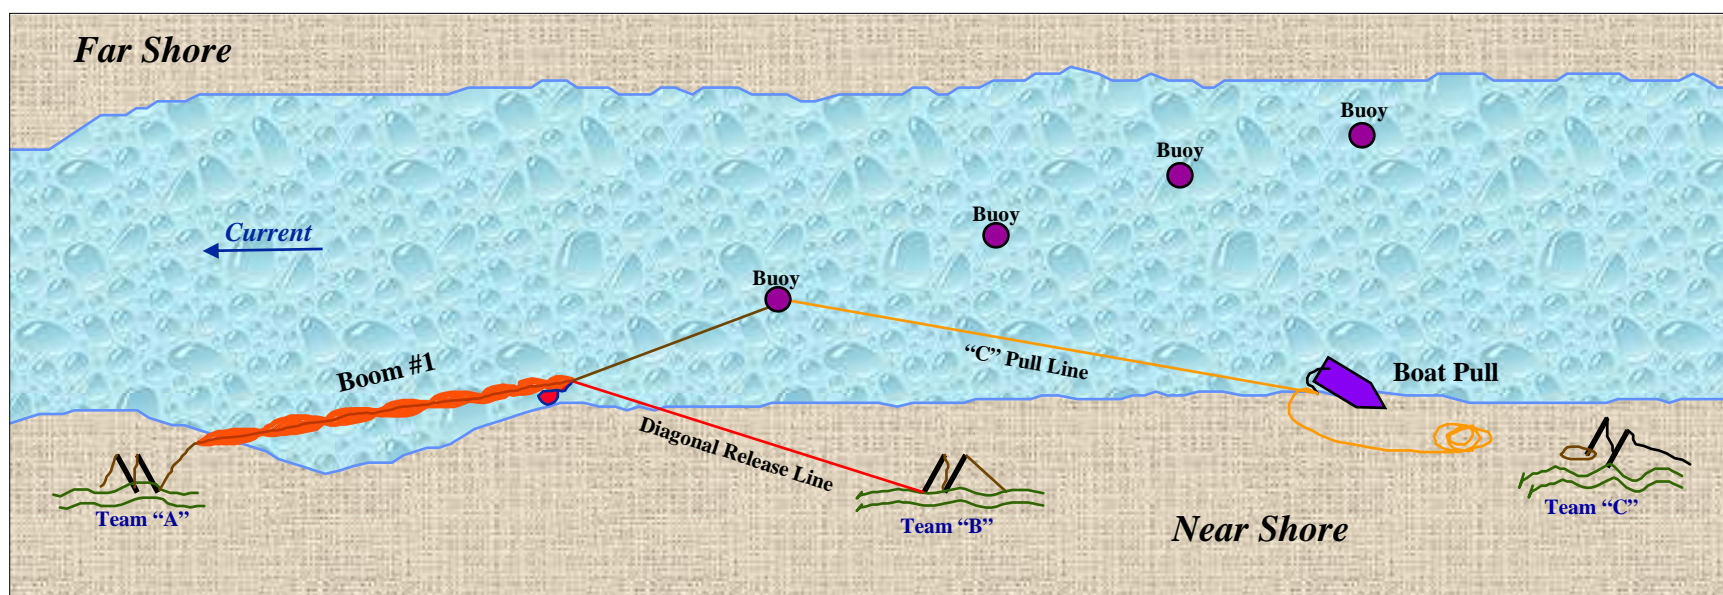 Far Shore
Buoy
Buoy
Buoy
Current
Buoy
“C” Pull Line
Boom #1
Boat Pull
Diagonal Release Line
Team “A”
Team “B”
Team “C”
Near Shore